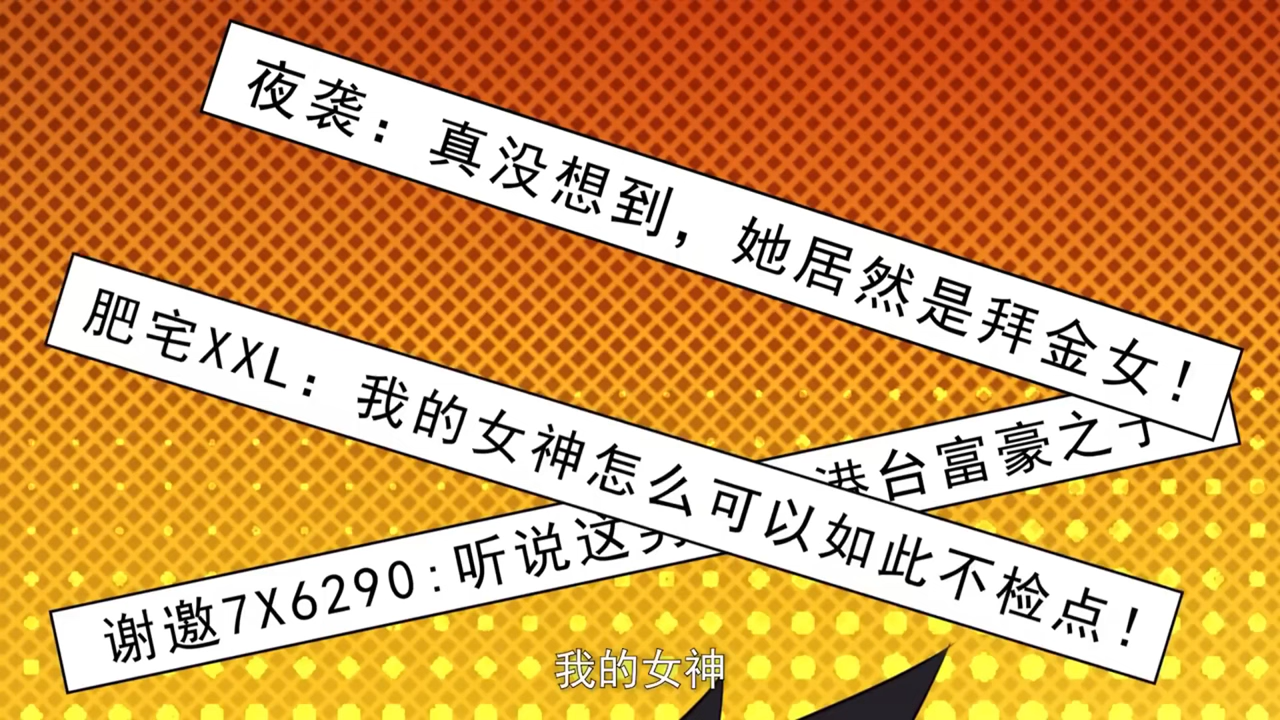 夜袭：真没想到，她居然是拜金女！
肥宅XXL：我的女神怎么可以如此不检点！
谢邀7X6290:听说这 港台富豪之子
我的女神